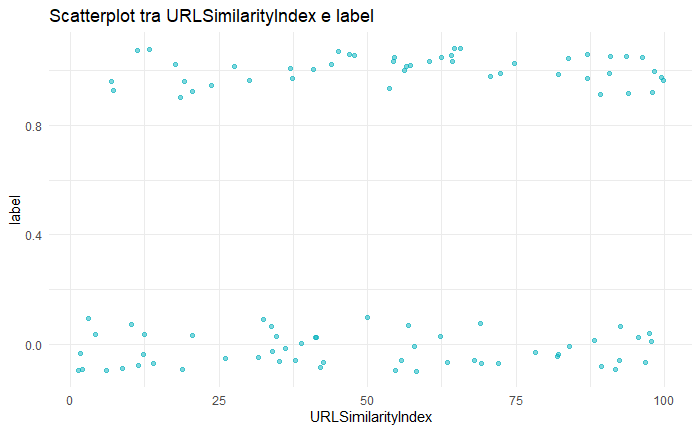 Scatterplot tra URLSimilarityIndex e label
0.8
0.4
0.0
label
0 25 50 75 100
URLSimilarityIndex